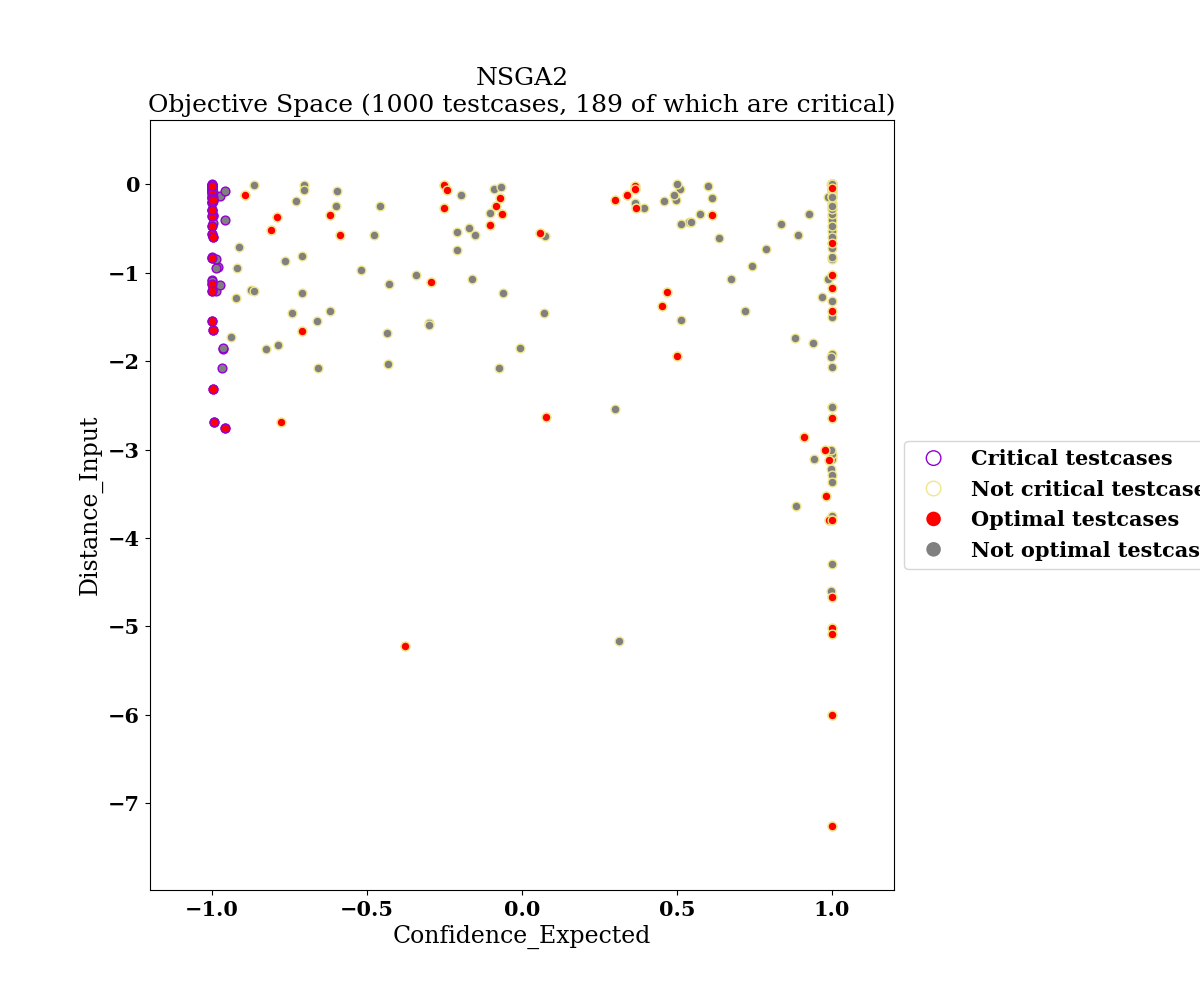 NSGA2
Objective Space (1000 testcases, 189 of which are critical)
0
−1
−2
−3
−4
−5
−6
−7
Distance_Input
−1.0
−0.5
0.0
0.5
1.0
Confidence_Expected
Critical testcases
Not critical testcase
Optimal testcases
Not optimal testcas